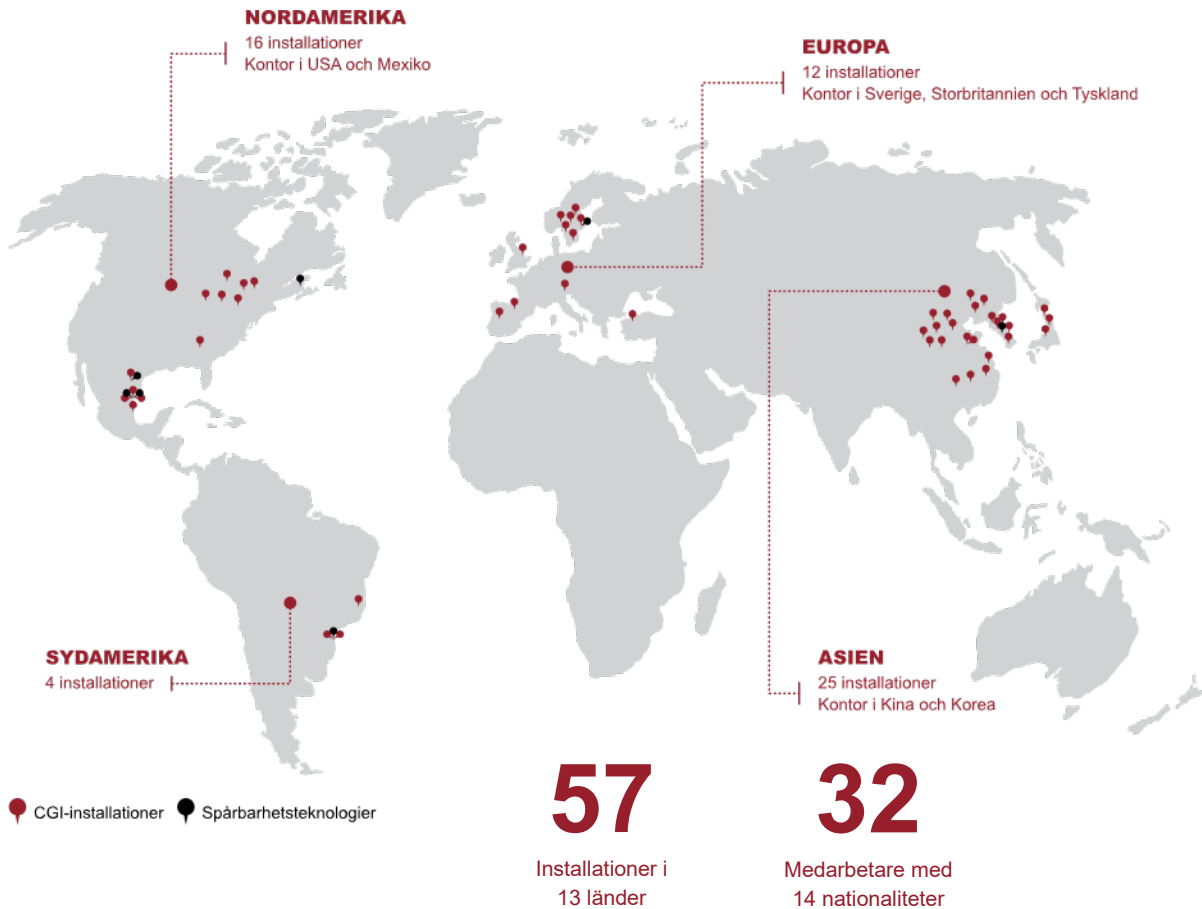 NORDAMERIKA
16 installationer
Kontor i USA och Mexiko
EUROPA
12 installationer
Kontor i Sverige, Storbritannien och Tyskland
SYDAMERIKA
4 installationer
ASIEN
25 installationer
Kontor i Kina och Korea
CGI-installationer
Spårbarhetsteknologier
57
Installationer i
13 länder
32
Medarbetare med
14 nationaliteter